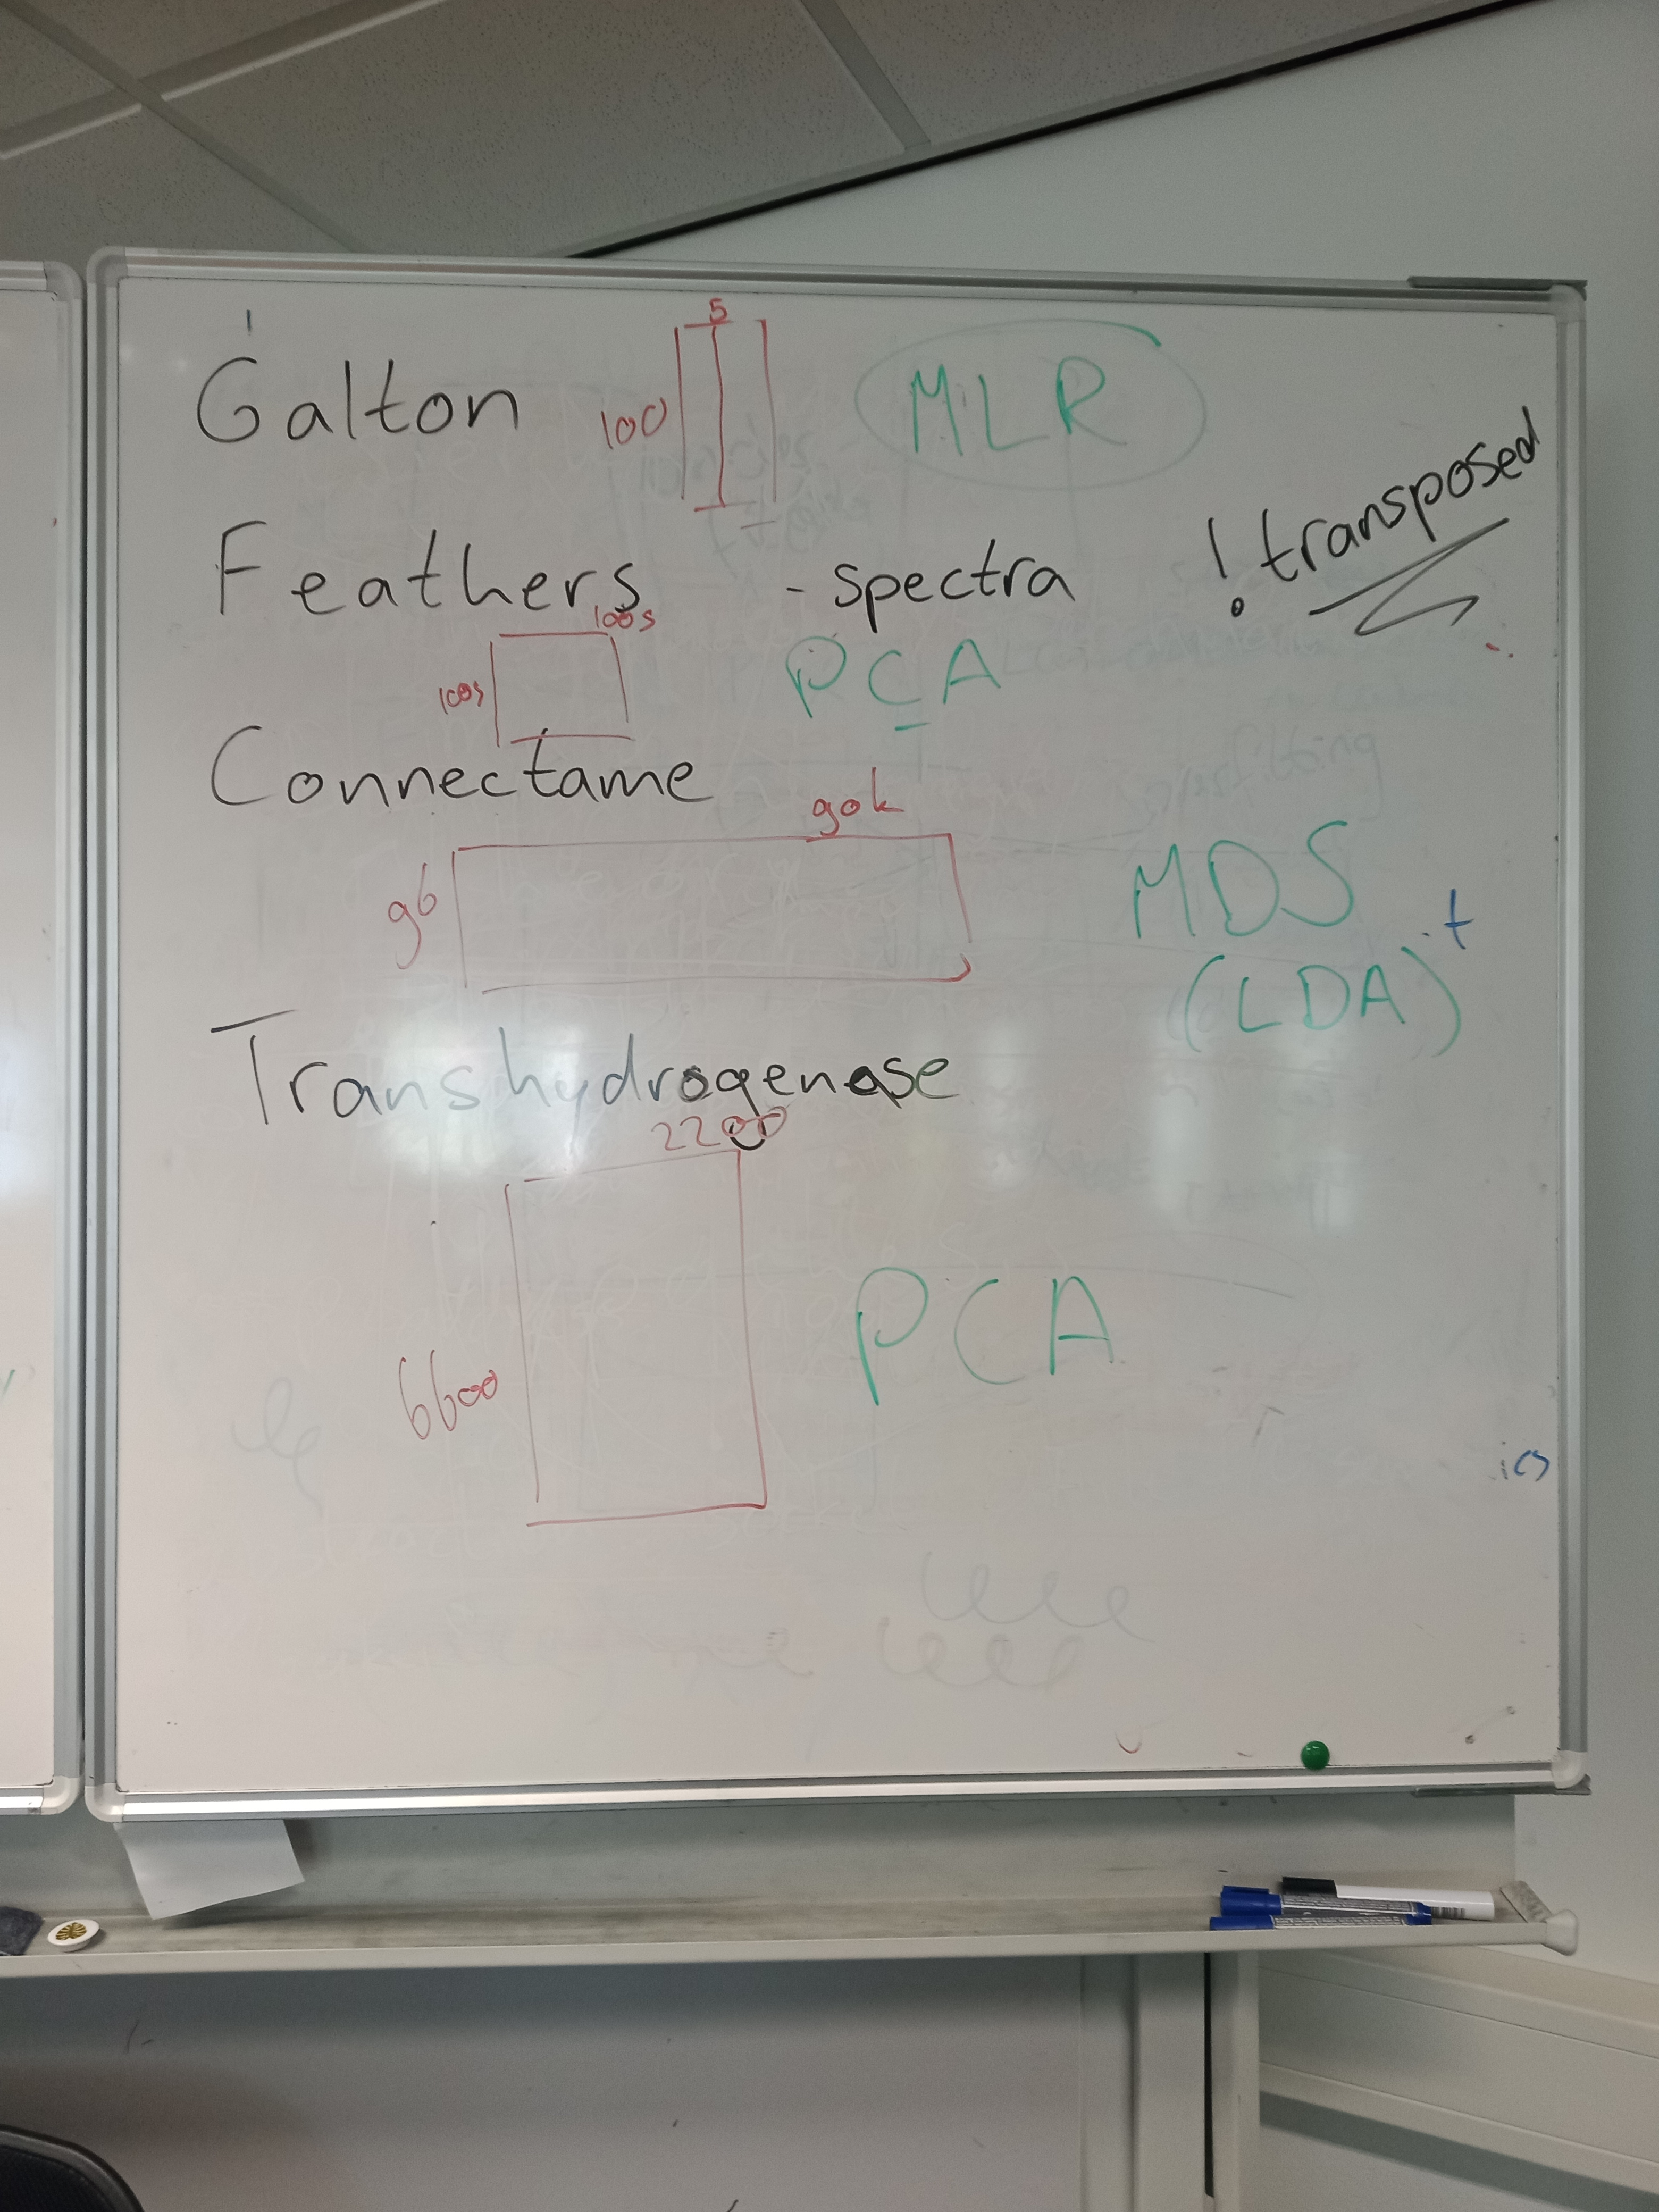 5
Galton 100 MLR
! transposed
Feathers - spectra
100s
100s PCA
Connectame
90k
96 MDS
t
(LDA)
Transhydrogenase
2200
6600 PCA
ics